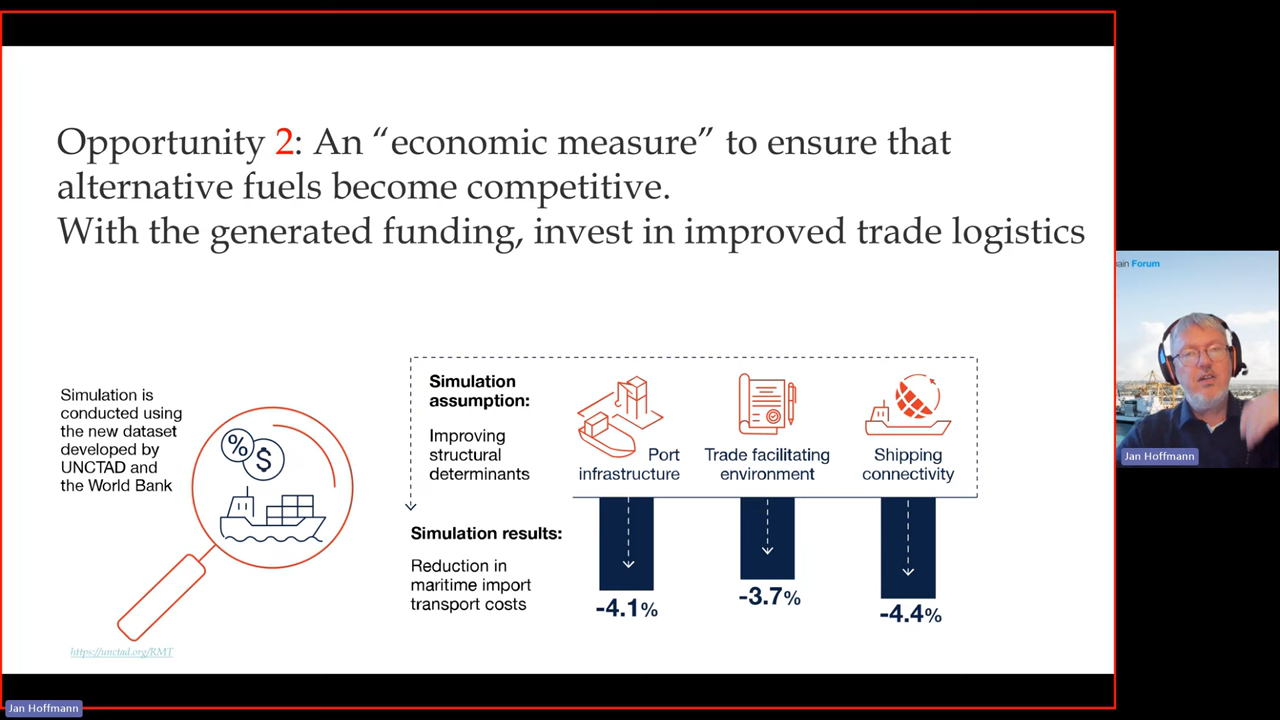 Opportunity 2: An “economic measure” to ensure that
alternative fuels become competitive.
With the generated funding, invest in improved trade logistics
Simulation is
conducted using
the new dataset
developed by
UNCTAD and
the World Bank
%
$
https://unctad.org/RMT
Simulation
assumption:
Improving
structural
determinants
Port
infrastructure
Trade facilitating
environment
Shipping
connectivity
Simulation results:
Reduction in
maritime import
transport costs
-4.1%
-3.7%
-4.4%
ain Forum
Jan Hoffmann
Jan Hoffmann